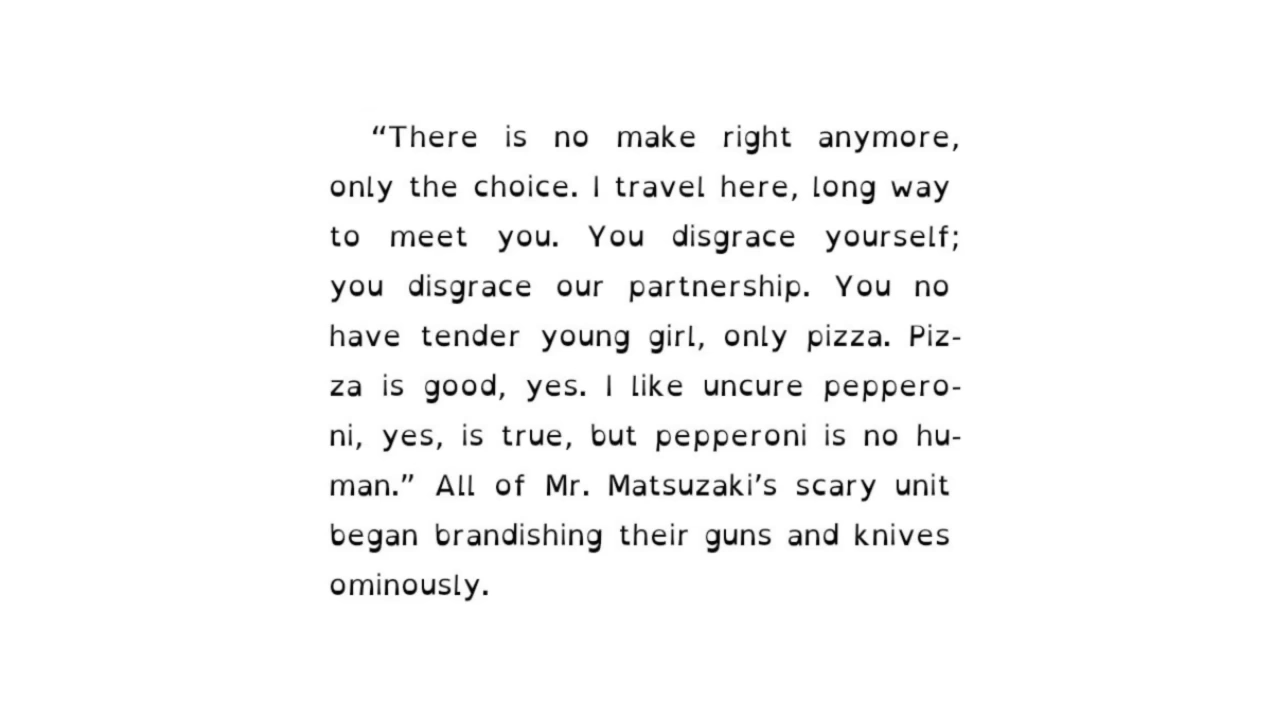 “There is no make right anymore,
only the choice. I travel here, long way
to meet you. You disgrace yourself;
you disgrace our partnership. You no
have tender young girl, only pizza. Piz-
za is good, yes. I like uncure peppero-
ni, yes, is true, but pepperoni is no hu-
man.” All of Mr. Matsuzaki’s scary unit
began brandishing their guns and knives
ominously.